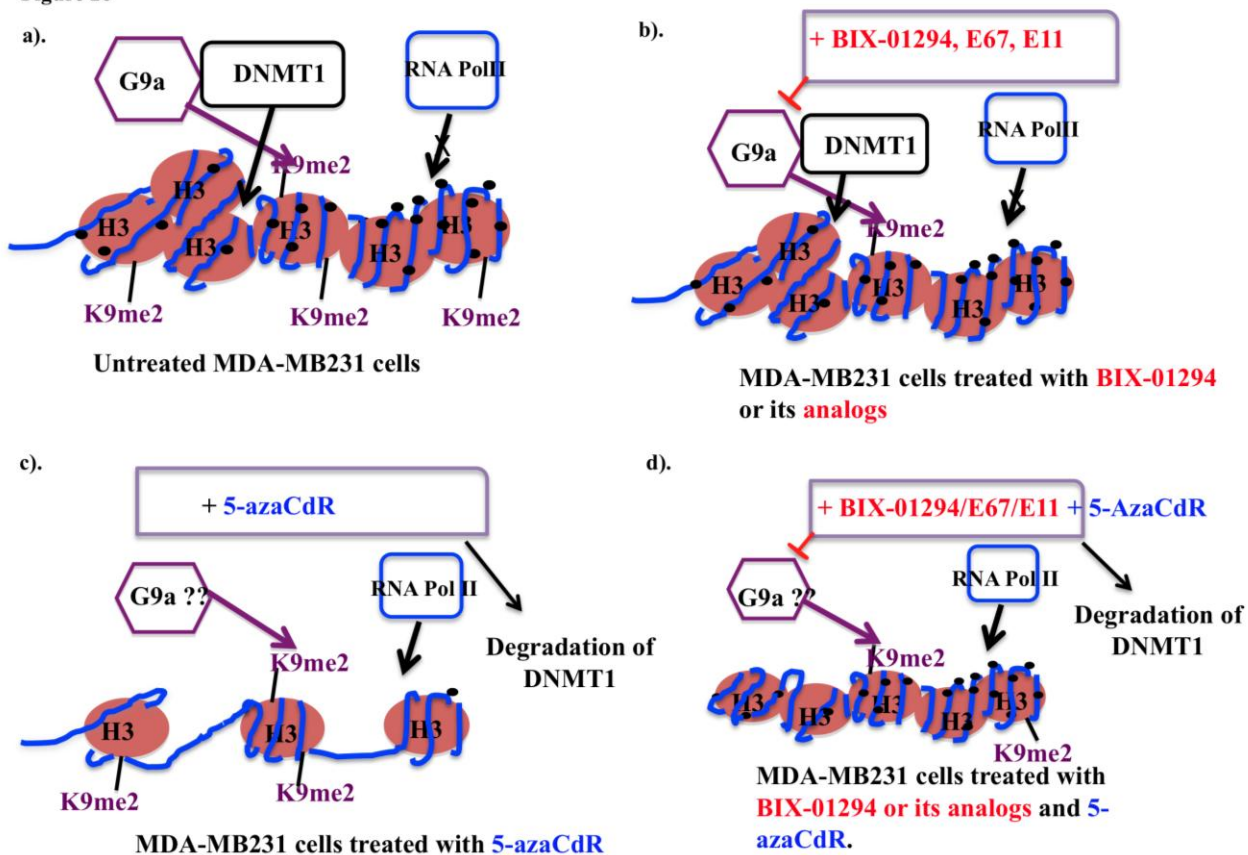 a).
G9a
DNMT1
RNA PolII
X
K9me2
H3
H3
H3
H3
H3
H3
K9me2
K9me2
K9me2
Untreated MDA-MB231 cells
b).
+ BIX-01294, E67, E11
G9a
DNMT1
RNA PolII
X
K9me2
H3
H3
H3
H3
H3
H3
MDA-MB231 cells treated with BIX-01294
or its analogs
c).
+ 5-azaCdR
G9a ??
RNA Pol II
Degradation of
DNMT1
K9me2
H3
H3
H3
K9me2
K9me2
MDA-MB231 cells treated with 5-azaCdR
d).
+ BIX-01294/E67/E11 + 5-AzaCdR
G9a ??
RNA Pol II
Degradation of
DNMT1
K9me2
H3
H3
H3
H3
H3
K9me2
MDA-MB231 cells treated with
BIX-01294 or its analogs and 5-
azaCdR.